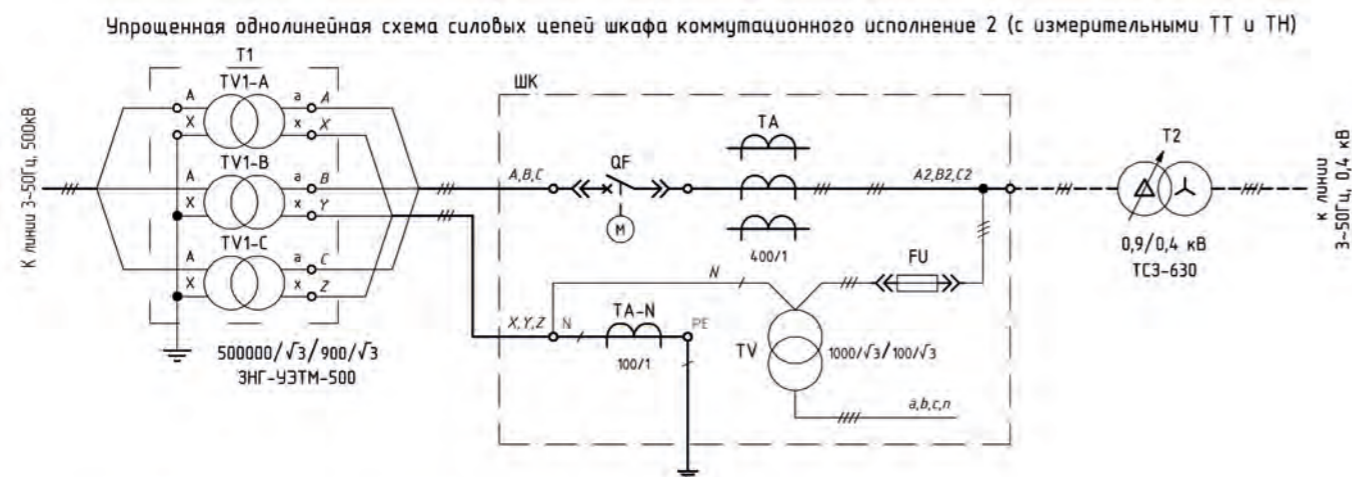 Упрощенная однолинейная схема силовых цепей шкафа коммутационного исполнение 2 (с измерительными ТТ и ТН)
К линии 3~50Гц, 500кВ
T1
TV1-A
A a A
X x X
TV1-B
A a B
X x Y
TV1-C
A a C
X x Z
500000/√3/900/√3
ЗНГ-УЭТМ-500
ШК
A,B,C
QF
M
TA
400/1
A2,B2,C2
FU
N
X,Y,Z
N
TA-N
100/1
PE
TV
1000/√3/100/√3
a,b,c,n
T2
0,9/0,4 кВ
ТСЗ-630
к линии
3~50Гц, 0,4 кВ